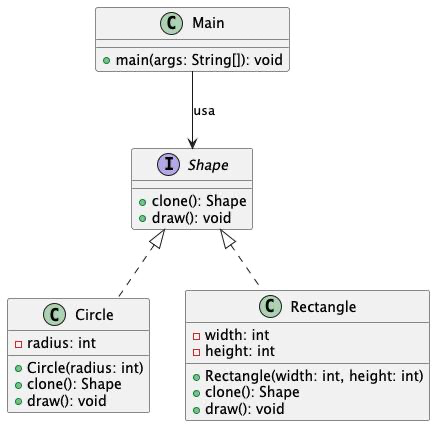 C Main
main(args: String[]): void
usa
I Shape
clone(): Shape
draw(): void
C Circle
radius: int
Circle(radius: int)
clone(): Shape
draw(): void
C Rectangle
width: int
height: int
Rectangle(width: int, height: int)
clone(): Shape
draw(): void